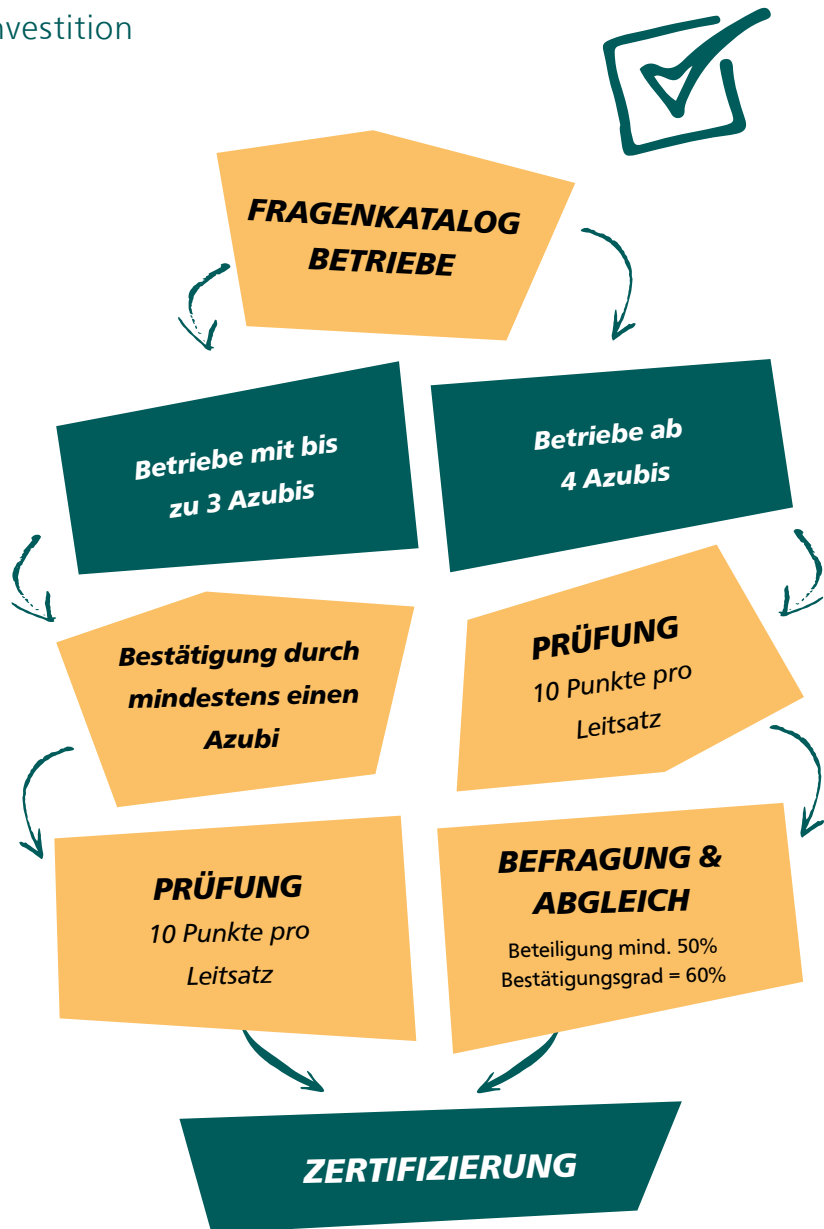 nvestition
FRAGENKATALOG
BETRIEBE
Betriebe mit bis
zu 3 Azubis
Betriebe ab
4 Azubis
Bestätigung durch
mindestens einen
Azubi
PRÜFUNG
10 Punkte pro
Leitsatz
PRÜFUNG
10 Punkte pro
Leitsatz
BEFRAGUNG &
ABGLEICH
Beteiligung mind. 50%
Bestätigungsgrad = 60%
ZERTIFIZIERUNG